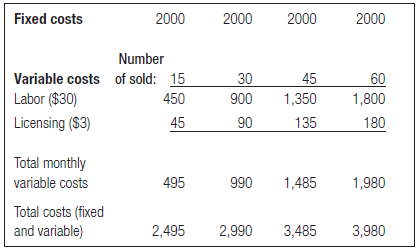 Fixed costs 2000 2000 2000 2000
Number
Variable costs of sold: 15 30 45 60
Labor ($30) 450 900 1,350 1,800
Licensing ($3) 45 90 135 180
Total monthly
variable costs 495 990 1,485 1,980
Total costs (fixed
and variable) 2,495 2,990 3,485 3,980